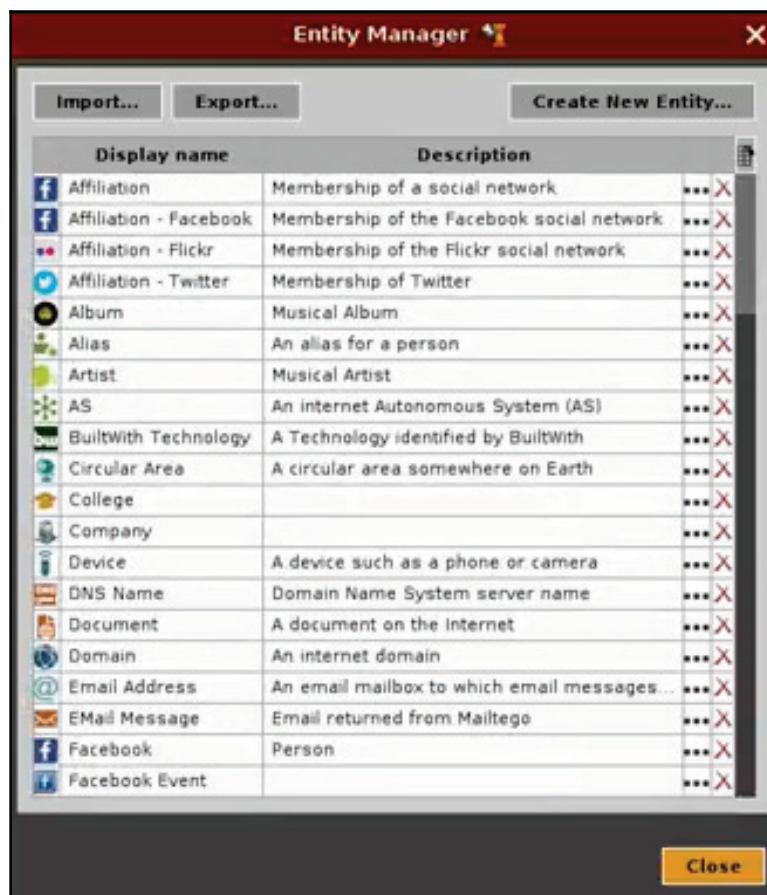 Entity Manager
Import... Export... Create New Entity...
Display name Description
Affiliation Membership of a social network
Affiliation - Facebook Membership of the Facebook social network
Affiliation - Flickr Membership of the Flickr social network
Affiliation - Twitter Membership of Twitter
Album Musical Album
Alias An alias for a person
Artist Musical Artist
AS An internet Autonomous System (AS)
BuiltWith Technology A Technology identified by BuiltWith
Circular Area A circular area somewhere on Earth
College
Company
Device A device such as a phone or camera
DNS Name Domain Name System server name
Document A document on the Internet
Domain An internet domain
Email Address An email mailbox to which email messages...
EMail Message Email returned from Mailtego
Facebook Person
Facebook Event
Close